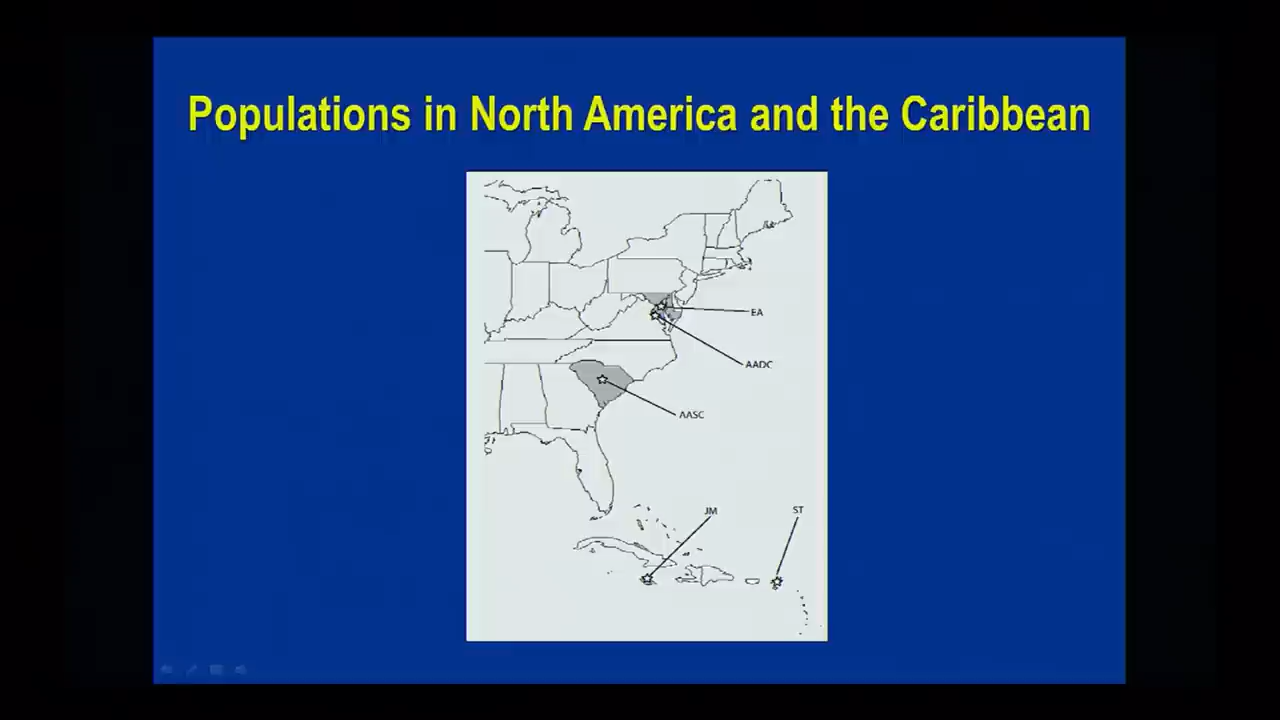 Populations in North America and the Caribbean
EA
AADC
AASC
JM
ST